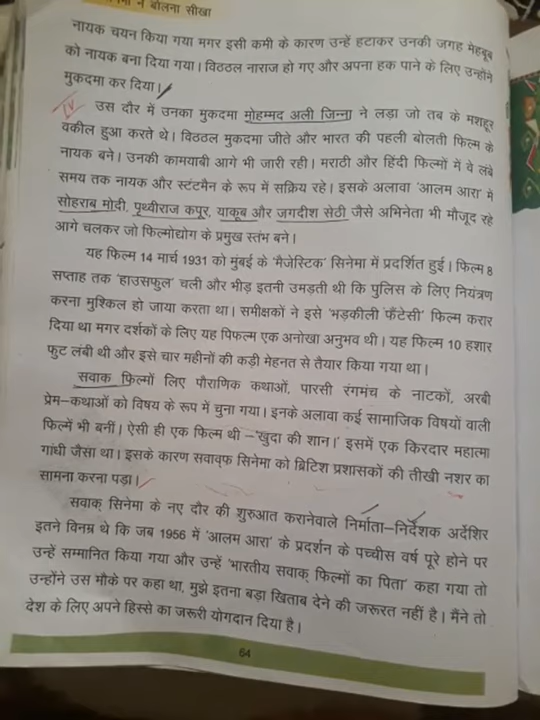 ने बोलना सीखा
नायक चयन किया गया मगर इसी कमी के कारण उन्हें हटाकर उनकी जगह मेहबूब
को नायक बना दिया गया। विठठल नाराज हो गए और अपना हक पाने के लिए उन्होंने
मुकदमा कर दिया।
iv उस दौर में उनका मुकदमा मोहम्मद अली जिन्ना ने लड़ा जो तब के मशहूर
वकील हुआ करते थे। विठठल मुकदमा जीते और भारत की पहली बोलती फिल्म के
नायक बने। उनकी कामयाबी आगे भी जारी रही। मराठी और हिंदी फिल्मों में वे लंबे
समय तक नायक और स्टंटमैन के रूप में सक्रिय रहे। इसके अलावा 'आलम आरा' में
सोहराब मोदी, पृथ्वीराज कपूर, याकूब और जगदीश सेठी जैसे अभिनेता भी मौजूद रहे
आगे चलकर जो फिल्मोद्योग के प्रमुख स्तंभ बने।
यह फिल्म 14 मार्च 1931 को मुंबई के 'मैजेस्टिक' सिनेमा में प्रदर्शित हुई। फिल्म 8
सप्ताह तक 'हाउसफुल' चली और भीड़ इतनी उमड़ती थी कि पुलिस के लिए नियंत्रण
करना मुश्किल हो जाया करता था। समीक्षकों ने इसे 'भड़कीली फैंटेसी' फिल्म करार
दिया था मगर दर्शकों के लिए यह पिफल्म एक अनोखा अनुभव थी। यह फिल्म 10 हशार
फुट लंबी थी और इसे चार महीनों की कड़ी मेहनत से तैयार किया गया था।
सवाक फिल्मों लिए पौराणिक कथाओं, पारसी रंगमंच के नाटकों, अरबी
प्रेम–कथाओं को विषय के रूप में चुना गया। इनके अलावा कई सामाजिक विषयों वाली
फिल्में भी बनीं। ऐसी ही एक फिल्म थी –'खुदा की शान।' इसमें एक किरदार महात्मा
गांधी जैसा था। इसके कारण सवाव्फ सिनेमा को ब्रिटिश प्रशासकों की तीखी नशर का
सामना करना पड़ा।
सवाक् सिनेमा के नए दौर की शुरुआत करानेवाले निर्माता–निर्देशक अर्देशिर
इतने विनम्र थे कि जब 1956 में 'आलम आरा' के प्रदर्शन के पच्चीस वर्ष पूरे होने पर
उन्हें सम्मानित किया गया और उन्हें 'भारतीय सवाक् फिल्मों का पिता' कहा गया तो
उन्होंने उस मौके पर कहा था, मुझे इतना बड़ा खिताब देने की जरूरत नहीं है। मैंने तो
देश के लिए अपने हिस्से का जरूरी योगदान दिया है।
64